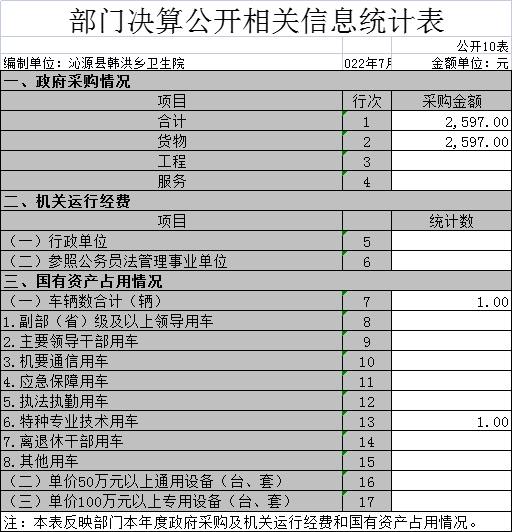 部门决算公开相关信息统计表
公开10表
编制单位：沁源县韩洪乡卫生院 022年7月 金额单位：元
一、政府采购情况
项目 行次 采购金额
合计 1 2,597.00
货物 2 2,597.00
工程 3
服务 4
二、机关运行经费
项目 统计数
（一）行政单位 5
（二）参照公务员法管理事业单位 6
三、国有资产占用情况
（一）车辆数合计（辆） 7 1.00
1.副部（省）级及以上领导用车 8
2.主要领导干部用车 9
3.机要通信用车 10
4.应急保障用车 11
5.执法执勤用车 12
6.特种专业技术用车 13 1.00
7.离退休干部用车 14
8.其他用车 15
（二）单价50万元以上通用设备（台、套） 16
（三）单价100万元以上专用设备（台、套） 17
注：本表反映部门本年度政府采购及机关运行经费和国有资产占用情况。